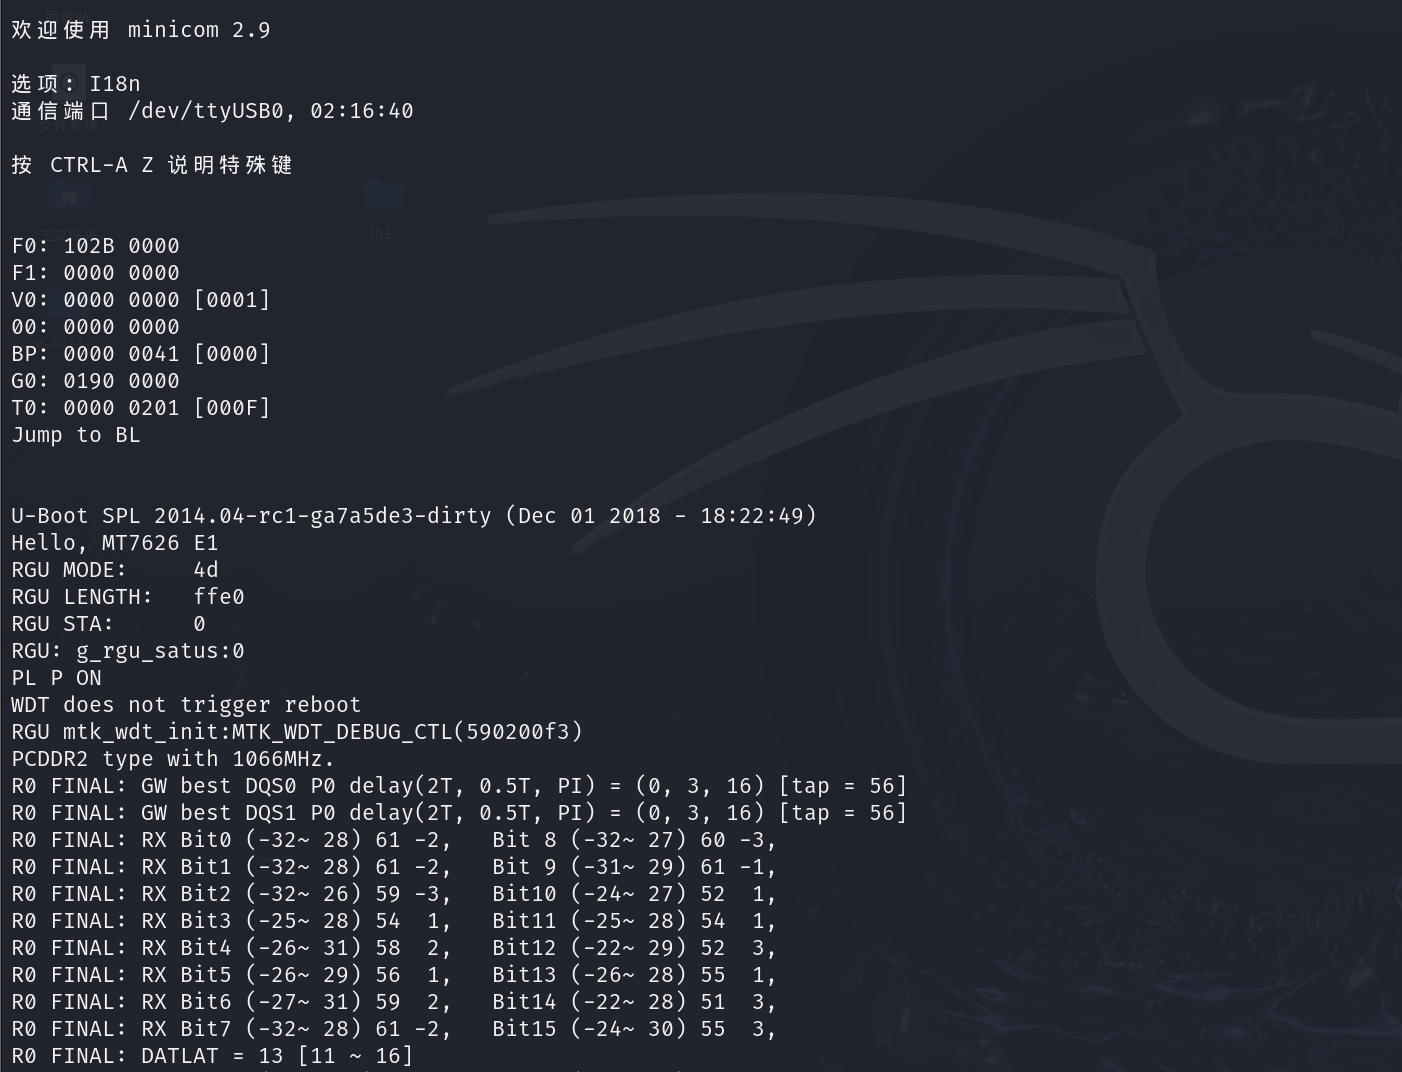 欢迎使用 minicom 2.9
选项: I18n
通信端口 /dev/ttyUSB0, 02:16:40
按 CTRL-A Z 说明特殊键
BLE
F0: 102B 0000
F1: 0000 0000
V0: 0000 0000 [0001]
00: 0000 0000
BP: 0000 0041 [0000]
G0: 0190 0000
T0: 0000 0201 [000F]
Jump to BL
U-Boot SPL 2014.04-rc1-ga7a5de3-dirty (Dec 01 2018 - 18:22:49)
Hello, MT7626 E1
RGU MODE:     4d
RGU LENGTH:   ffe0
RGU STA:      0
RGU: g_rgu_satus:0
PL P ON
WDT does not trigger reboot
RGU mtk_wdt_init:MTK_WDT_DEBUG_CTL(590200f3)
PCDDR2 type with 1066MHz.
R0 FINAL: GW best DQS0 P0 delay(2T, 0.5T, PI) = (0, 3, 16) [tap = 56]
R0 FINAL: GW best DQS1 P0 delay(2T, 0.5T, PI) = (0, 3, 16) [tap = 56]
R0 FINAL: RX Bit0 (-32~ 28) 61 -2,   Bit 8 (-32~ 27) 60 -3,
R0 FINAL: RX Bit1 (-32~ 28) 61 -2,   Bit 9 (-31~ 29) 61 -1,
R0 FINAL: RX Bit2 (-32~ 26) 59 -3,   Bit10 (-24~ 27) 52  1,
R0 FINAL: RX Bit3 (-25~ 28) 54  1,   Bit11 (-25~ 28) 54  1,
R0 FINAL: RX Bit4 (-26~ 31) 58  2,   Bit12 (-22~ 29) 52  3,
R0 FINAL: RX Bit5 (-26~ 29) 56  1,   Bit13 (-26~ 28) 55  1,
R0 FINAL: RX Bit6 (-27~ 31) 59  2,   Bit14 (-22~ 28) 51  3,
R0 FINAL: RX Bit7 (-32~ 28) 61 -2,   Bit15 (-24~ 30) 55  3,
R0 FINAL: DATLAT = 13 [11 ~ 16]